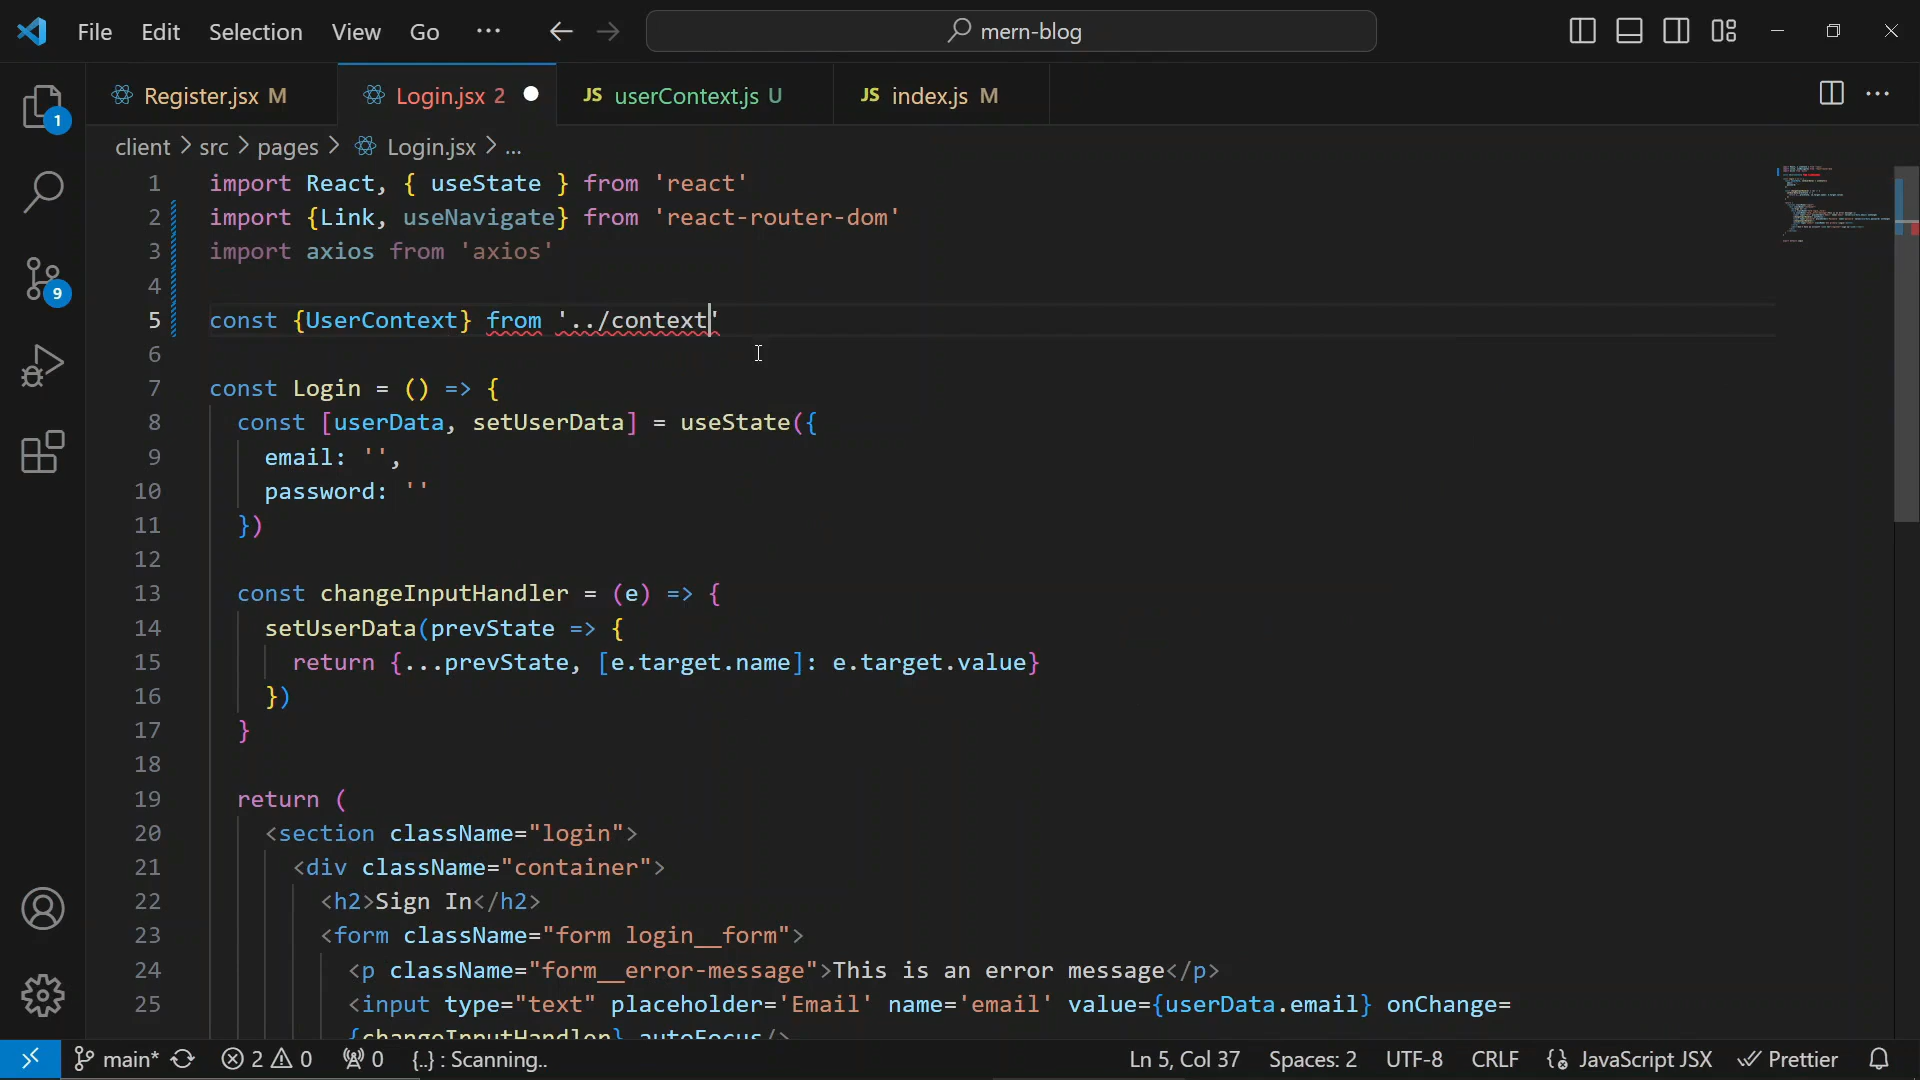 File Edit Selection View Go ··· mern-blog
Register.jsx M Login.jsx 2 JS userContext.js U JS index.js M
client > src > pages > Login.jsx > ...
1
9
1 import React, { useState } from 'react'
2 import {Link, useNavigate} from 'react-router-dom'
3 import axios from 'axios'
4
5 const {UserContext} from '../context'
6
7 const Login = () => {
8 const [userData, setUserData] = useState({
9 email: '',
10 password: ''
11 })
12
13 const changeInputHandler = (e) => {
14 setUserData(prevState => {
15 return {...prevState, [e.target.name]: e.target.value}
16 })
17 }
18
19 return (
20 <section className="login">
21 <div className="container">
22 <h2>Sign In</h2>
23 <form className="form login__form">
24 <p className="form__error-message">This is an error message</p>
25 <input type="text" placeholder='Email' name='email' value={userData.email} onChange=
{changeInputHandler} autoFocus/>
main* 2 0 0 {..} : Scanning.. Ln 5, Col 37 Spaces: 2 UTF-8 CRLF JavaScript JSX Prettier